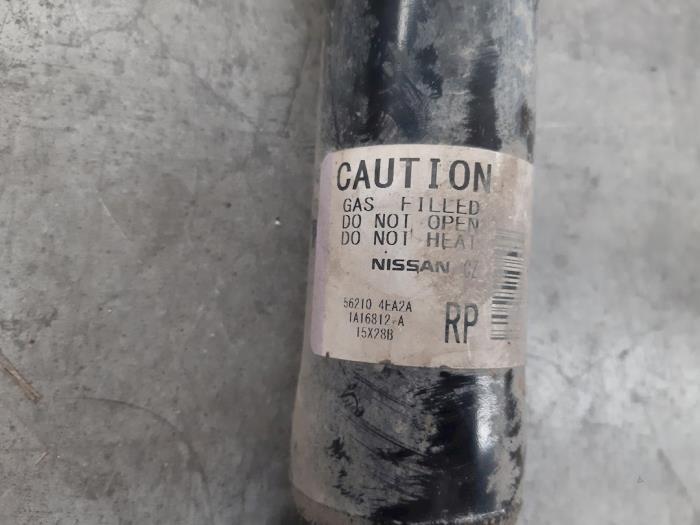 CAUTION
GAS FILLED
DO NOT OPEN
DO NOT HEAT
NISSAN CZ
56210 4EA2A
1A16812-A
15X28B
RP